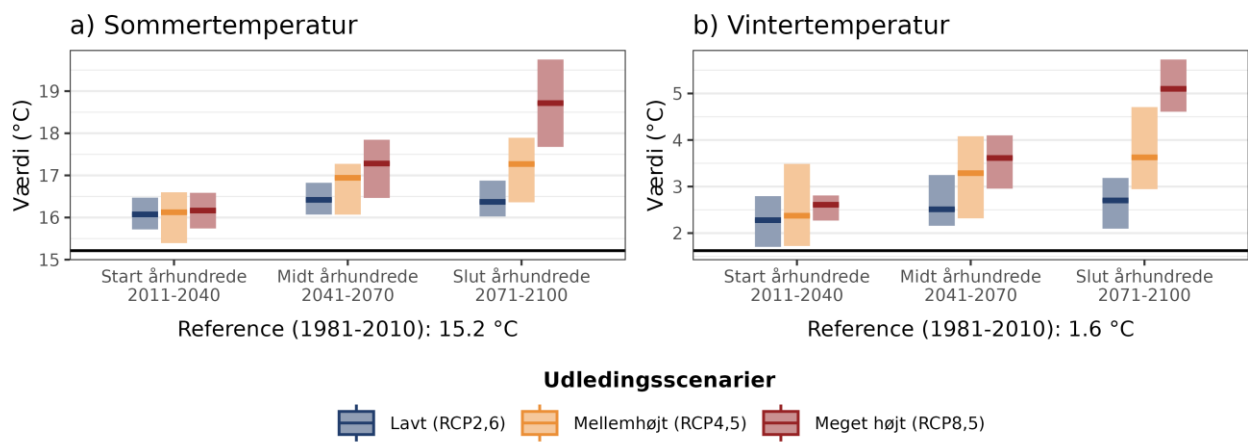 a) Sommertemperatur
Værdi (°C)
19
18
17
16
15
Start århundrede
2011-2040
Midt århundrede
2041-2070
Slut århundrede
2071-2100
Reference (1981-2010): 15.2 °C
b) Vintertemperatur
Værdi (°C)
5
4
3
2
Start århundrede
2011-2040
Midt århundrede
2041-2070
Slut århundrede
2071-2100
Reference (1981-2010): 1.6 °C
Udledingsscenarier
Lavt (RCP2,6)
Mellemhøjt (RCP4,5)
Meget højt (RCP8,5)